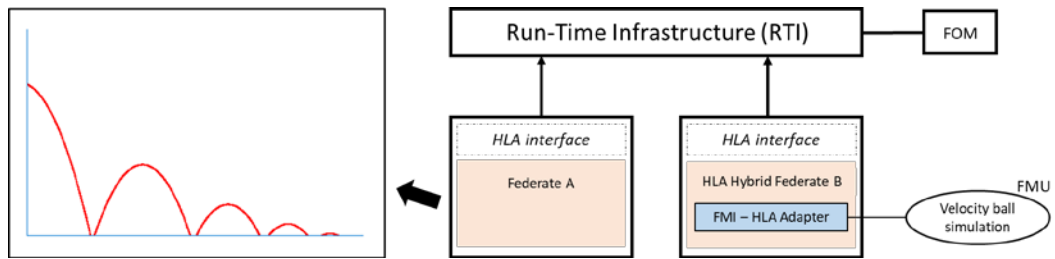 Run-Time Infrastructure (RTI)
FOM
HLA interface
Federate A
HLA interface
HLA Hybrid Federate B
FMI – HLA Adapter
FMU
Velocity ball
simulation